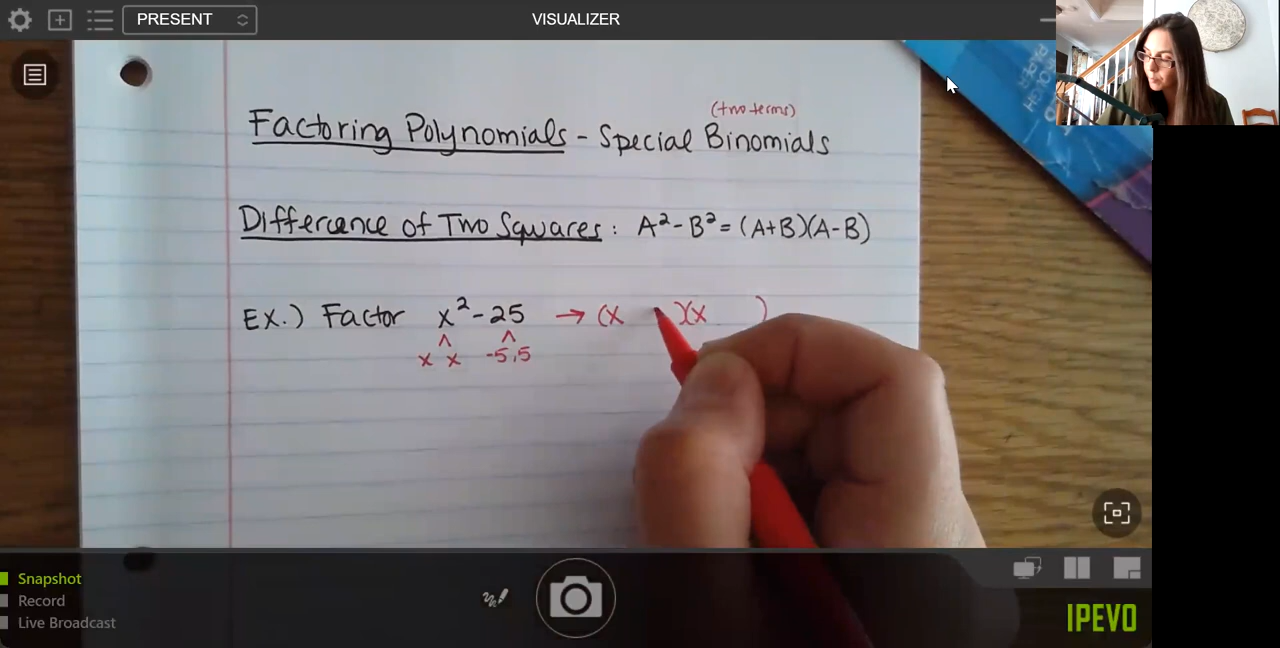 PRESENT
VISUALIZER
(two terms)
Factoring Polynomials - Special Binomials
Difference of Two Squares: A²-B²=(A+B)(A-B)
EX.) Factor x²-25 → (x )(x )
^ ^
x x -5,5
Snapshot
Record
Live Broadcast
IPEVO